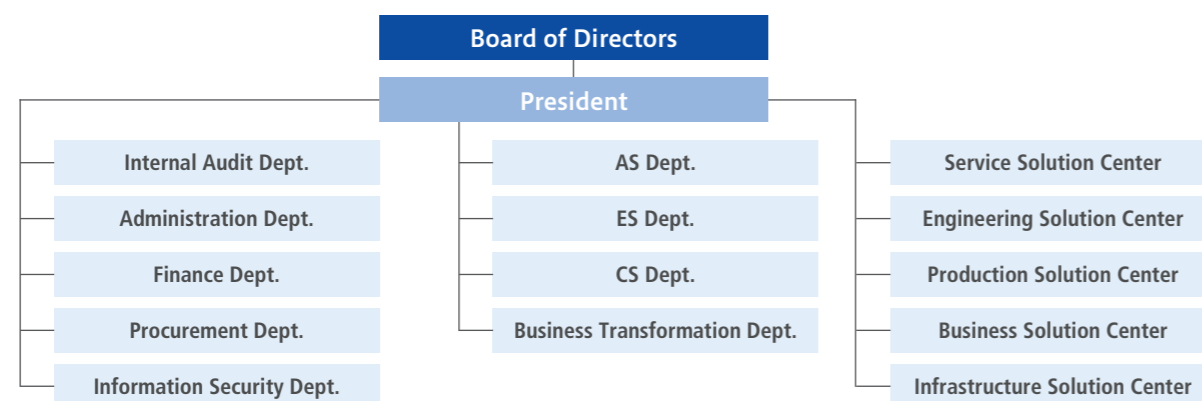 Board of Directors
President
Internal Audit Dept.
Administration Dept.
Finance Dept.
Procurement Dept.
Information Security Dept.
AS Dept.
ES Dept.
CS Dept.
Business Transformation Dept.
Service Solution Center
Engineering Solution Center
Production Solution Center
Business Solution Center
Infrastructure Solution Center